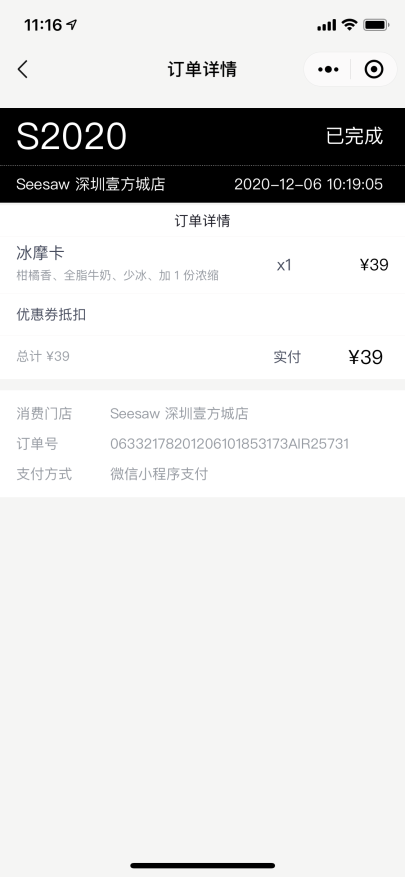 11:16
订单详情
S2020 已完成
Seesaw 深圳壹方城店 2020-12-06 10:19:05
订单详情
冰摩卡 x1 ¥39
柑橘香、全脂牛奶、少冰、加 1 份浓缩
优惠券抵扣
总计 ¥39 实付 ¥39
消费门店 Seesaw 深圳壹方城店
订单号 06332178201206101853173AIR25731
支付方式 微信小程序支付